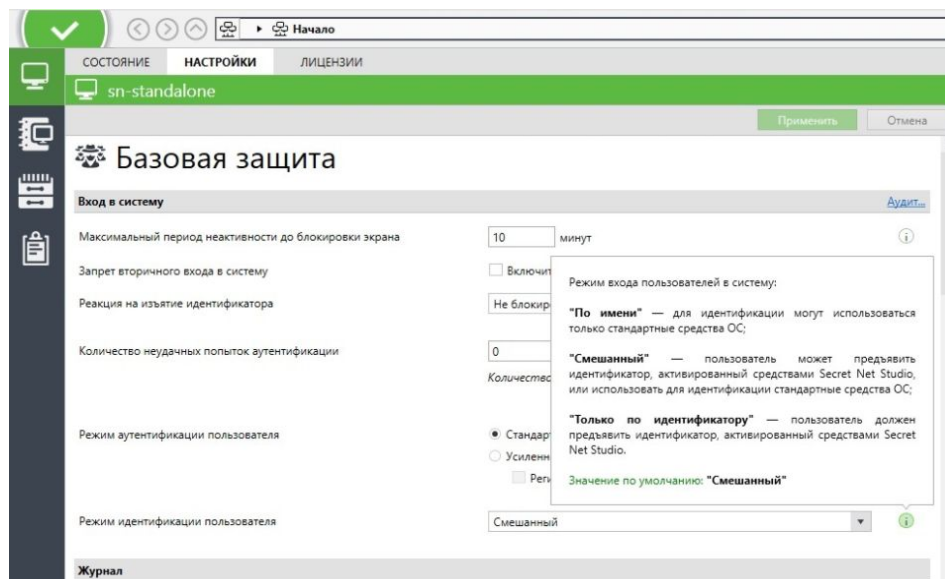 Начало
СОСТОЯНИЕ НАСТРОЙКИ ЛИЦЕНЗИИ
sn-standalone
Применить Отмена
Базовая защита
Вход в систему Аудит...
Максимальный период неактивности до блокировки экрана 10 минут
Запрет вторичного входа в систему Включит
Реакция на изъятие идентификатора Не блокир
Количество неудачных попыток аутентификации 0
Количество
Режим аутентификации пользователя Стандар
Усиленн
Реги
Режим входа пользователей в систему:
"По имени" — для идентификации могут использоваться
только стандартные средства ОС;
"Смешанный" — пользователь может предъявить
идентификатор, активированный средствами Secret Net Studio,
или использовать для идентификации стандартные средства ОС;
"Только по идентификатору" — пользователь должен
предъявить идентификатор, активированный средствами Secret
Net Studio.
Значение по умолчанию: "Смешанный"
Режим идентификации пользователя Смешанный
Журнал